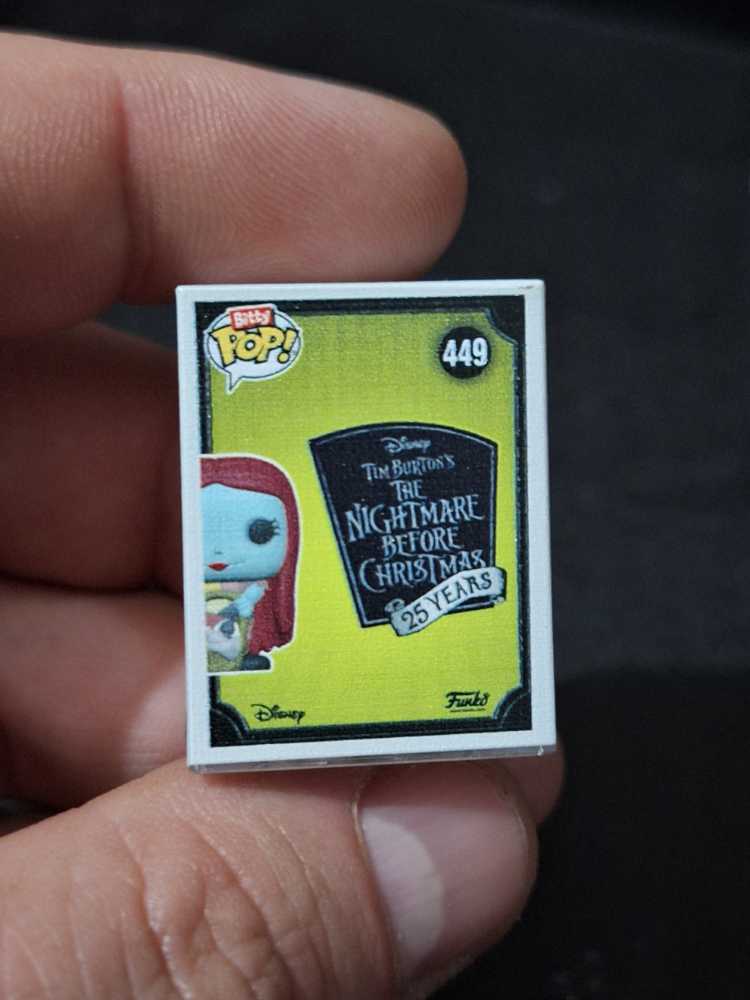 Bitty
POP!
449
Disney
TIM BURTON'S
THE
NIGHTMARE
BEFORE
CHRISTMAS
25 YEARS
Disney
Funko